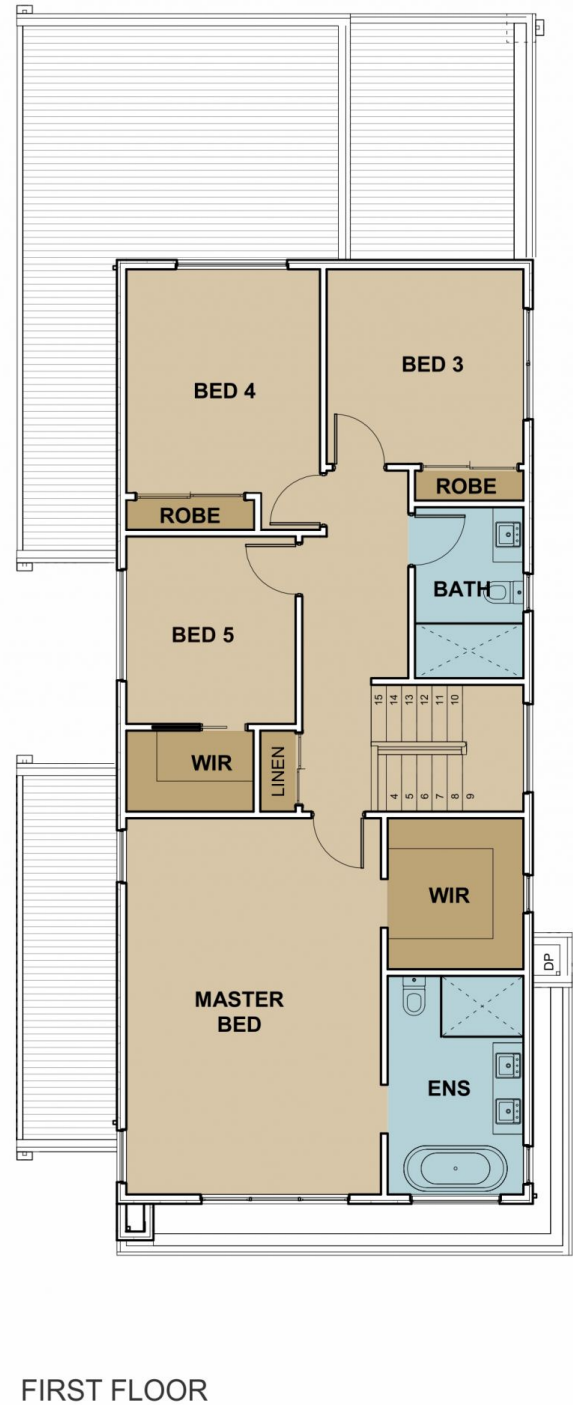 BED 4
BED 3
ROBE
ROBE
BATH
BED 5
15 14 13 12 11 10
WIR
LINEN
4 5 6 7 8 9
WIR
DP
MASTER
BED
ENS
FIRST FLOOR